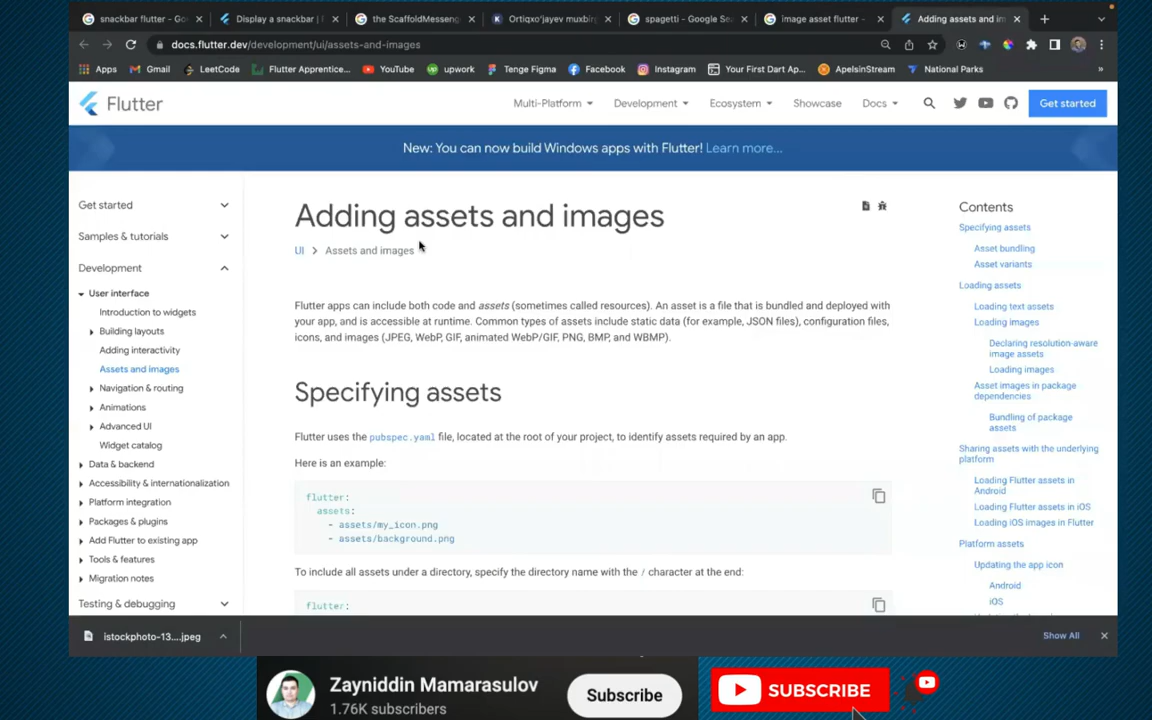 snackbar flutter - Go
Display a snackbar |
the ScaffoldMessenge
Ortiqxo'jayev muxbir
spagetti - Google Se
image asset flutter -
Adding assets and im
docs.flutter.dev/development/ui/assets-and-images
Apps
Gmail
LeetCode
Flutter Apprentice...
YouTube
upwork
Tenge Figma
Facebook
Instagram
Your First Dart Ap...
ApelsinStream
National Parks
»
Flutter
Multi-Platform
Development
Ecosystem
Showcase
Docs
Get started
New: You can now build Windows apps with Flutter! Learn more...
Get started
Samples & tutorials
Development
User interface
Introduction to widgets
Building layouts
Adding interactivity
Assets and images
Navigation & routing
Animations
Advanced UI
Widget catalog
Data & backend
Accessibility & internationalization
Platform integration
Packages & plugins
Add Flutter to existing app
Tools & features
Migration notes
Testing & debugging
Adding assets and images
UI > Assets and images
Flutter apps can include both code and assets (sometimes called resources). An asset is a file that is bundled and deployed with
your app, and is accessible at runtime. Common types of assets include static data (for example, JSON files), configuration files,
icons, and images (JPEG, WebP, GIF, animated WebP/GIF, PNG, BMP, and WBMP).
Specifying assets
Flutter uses the pubspec.yaml file, located at the root of your project, to identify assets required by an app.
Here is an example:
flutter:
assets:
- assets/my_icon.png
- assets/background.png
To include all assets under a directory, specify the directory name with the / character at the end:
flutter:
Contents
Specifying assets
Asset bundling
Asset variants
Loading assets
Loading text assets
Loading images
Declaring resolution-aware
image assets
Loading images
Asset images in package
dependencies
Bundling of package
assets
Sharing assets with the underlying
platform
Loading Flutter assets in
Android
Loading Flutter assets in iOS
Loading iOS images in Flutter
Platform assets
Updating the app icon
Android
iOS
istockphoto-13....jpeg
Show All
Zayniddin Mamarasulov
1.76K subscribers
Subscribe
SUBSCRIBE